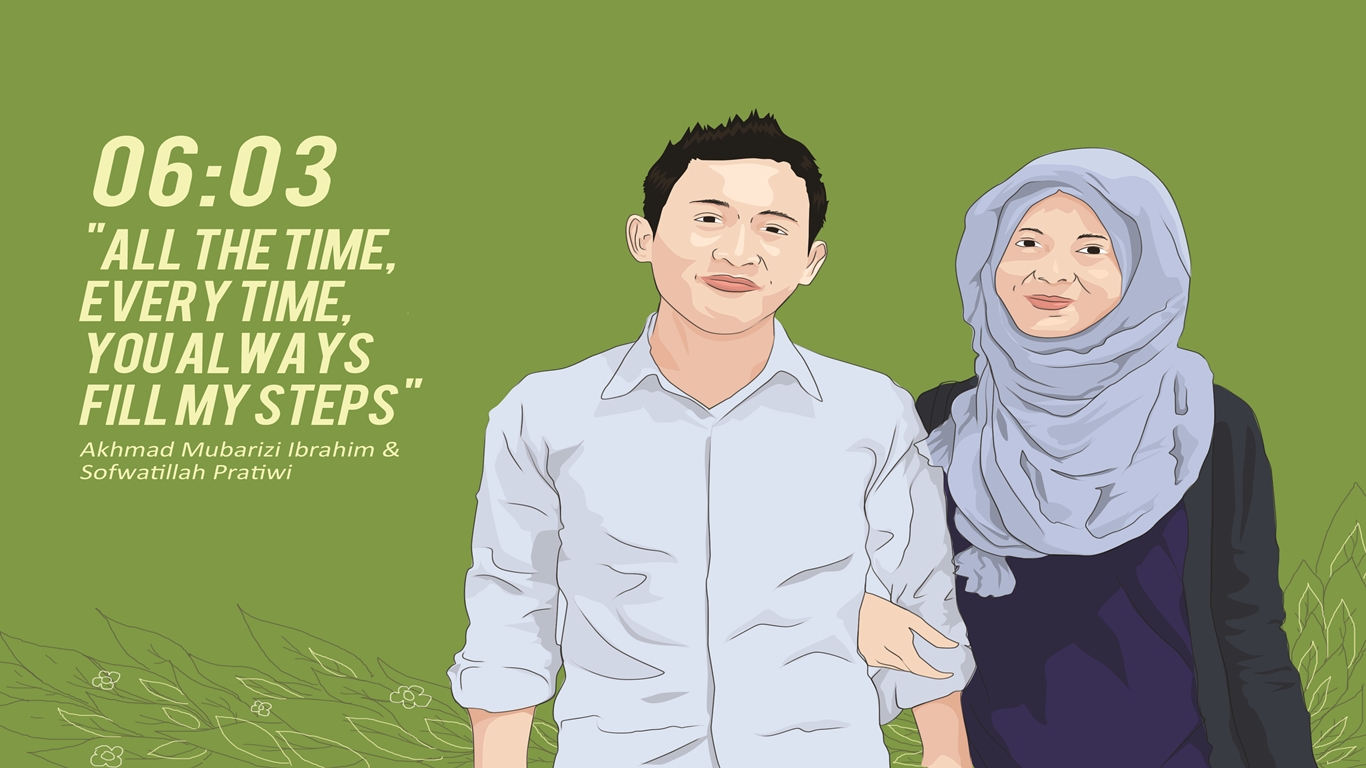 06:03
"ALL THE TIME,
EVERY TIME,
YOU ALWAYS
FILL MY STEPS"
Akhmad Mubarizi Ibrahim &
Sofwatillah Pratiwi